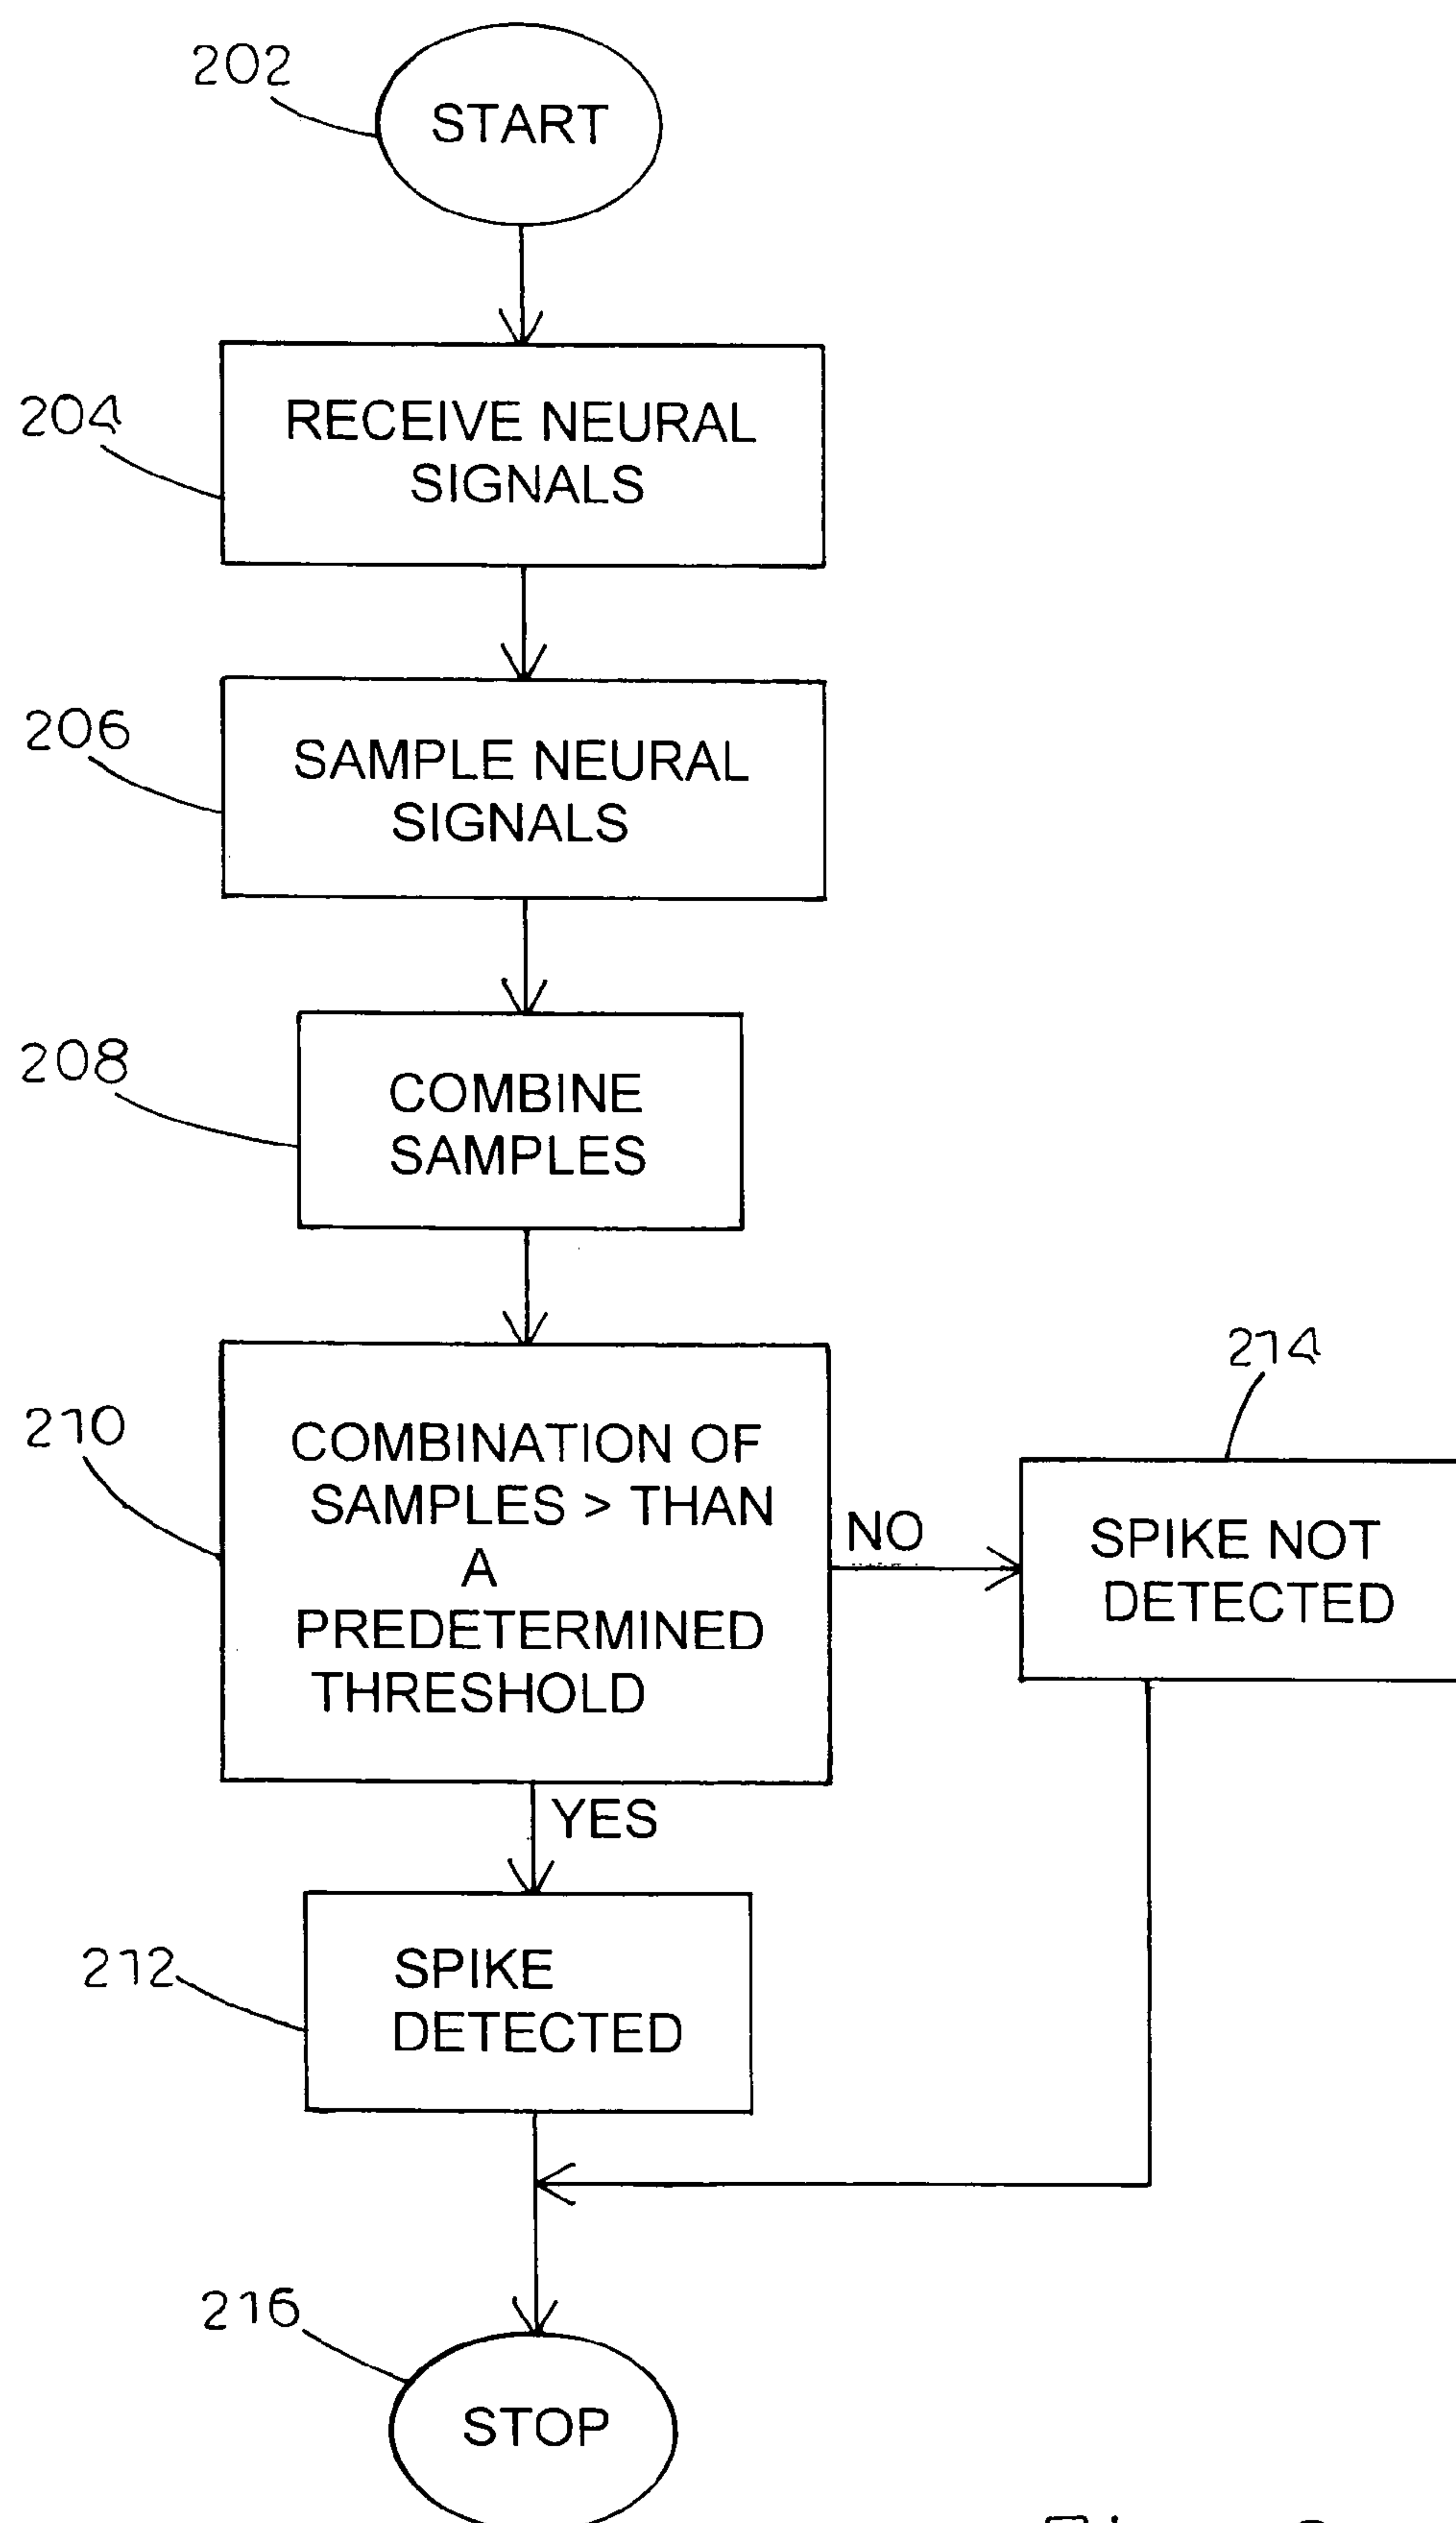 202
START
204
RECEIVE NEURAL
SIGNALS
206
SAMPLE NEURAL
SIGNALS
208
COMBINE
SAMPLES
210
COMBINATION OF
SAMPLES > THAN
A
PREDETERMINED
THRESHOLD
NO
214
SPIKE NOT
DETECTED
YES
212
SPIKE
DETECTED
216
STOP